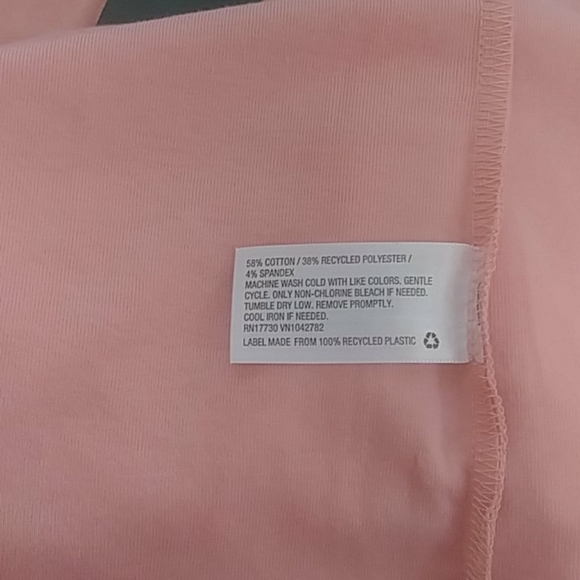 58% COTTON / 38% RECYCLED POLYESTER /
4% SPANDEX
MACHINE WASH COLD WITH LIKE COLORS. GENTLE
CYCLE. ONLY NON-CHLORINE BLEACH IF NEEDED.
TUMBLE DRY LOW. REMOVE PROMPTLY.
COOL IRON IF NEEDED.
RN17730 VN1042782
LABEL MADE FROM 100% RECYCLED PLASTIC